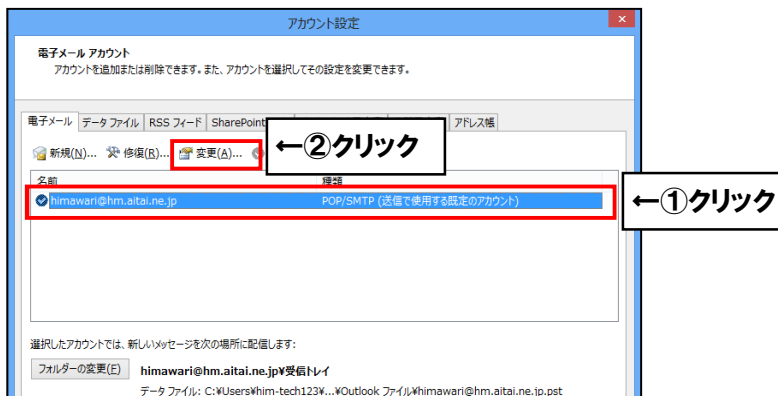 アカウント設定
電子メール アカウント
アカウントを追加または削除できます。また、アカウントを選択してその設定を変更できます。
電子メール データ ファイル RSS フィード SharePoint アドレス帳
新規(N)... 修復(R)... 変更(A)...
←②クリック
名前 種類
himawari@hm.aitai.ne.jp POP/SMTP (送信で使用する既定のアカウント)
←①クリック
選択したアカウントでは、新しいメッセージを次の場所に配信します:
フォルダーの変更(F) himawari@hm.aitai.ne.jp¥受信トレイ
データ ファイル: C:¥Users¥him-tech123¥...¥Outlook ファイル¥himawari@hm.aitai.ne.jp.pst